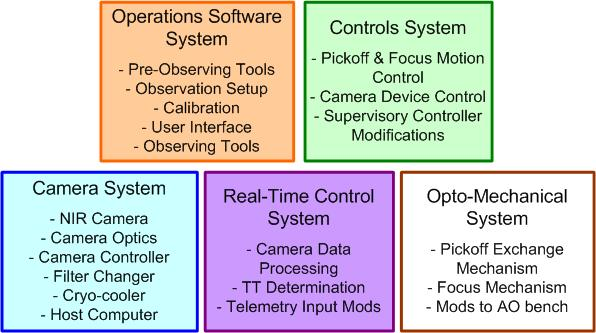 Operations Software
System
- Pre-Observing Tools
- Observation Setup
- Calibration
- User Interface
- Observing Tools
Controls System
- Pickoff & Focus Motion
Control
- Camera Device Control
- Supervisory Controller
Modifications
Camera System
- NIR Camera
- Camera Optics
- Camera Controller
- Filter Changer
- Cryo-cooler
- Host Computer
Real-Time Control
System
- Camera Data
Processing
- TT Determination
- Telemetry Input Mods
Opto-Mechanical
System
- Pickoff Exchange
Mechanism
- Focus Mechanism
- Mods to AO bench